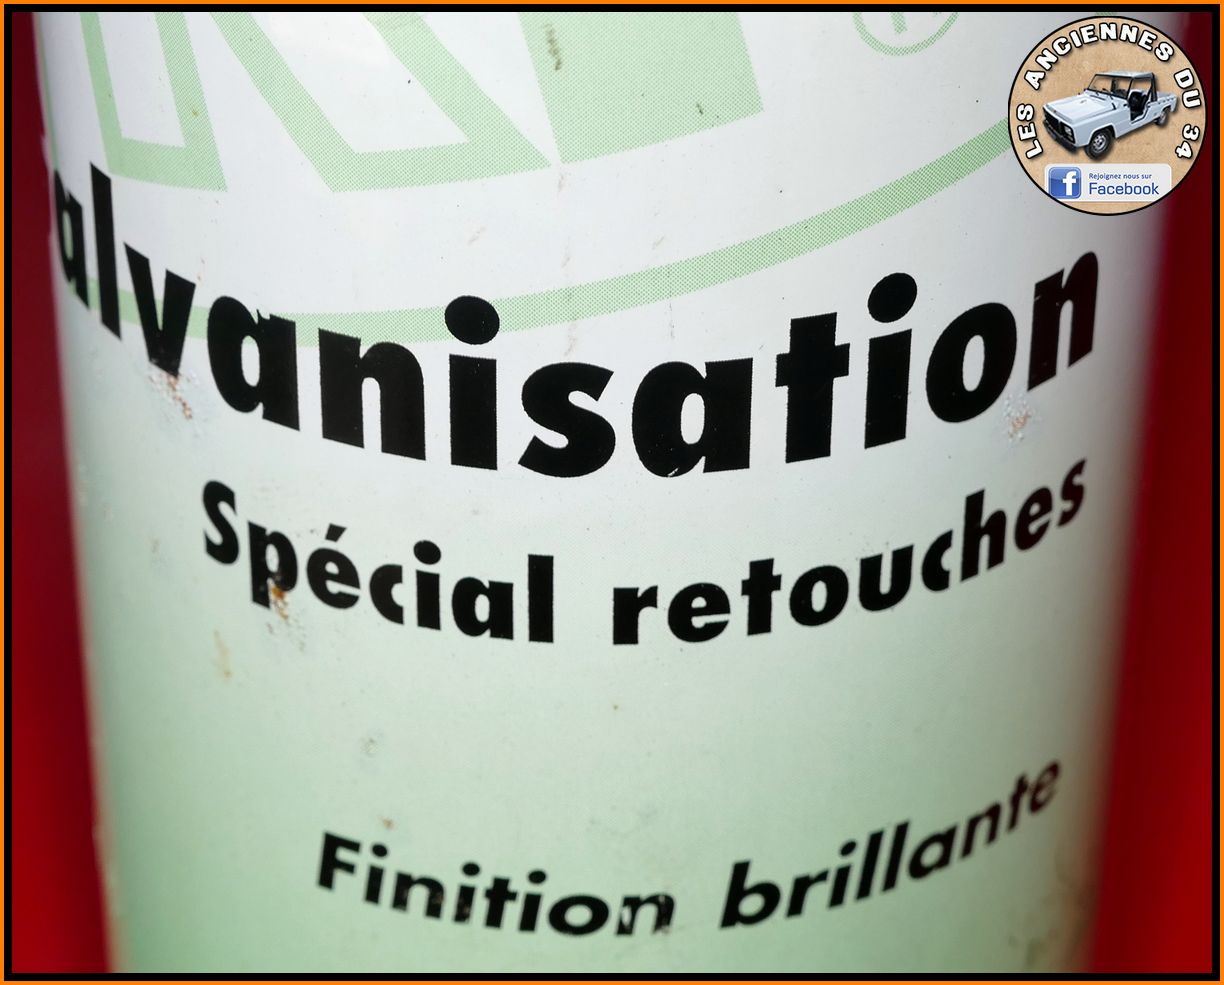 LES ANCIENNES DU 34
Rejoignez nous sur
Facebook
alvanisation
Spécial retouches
Finition brillante